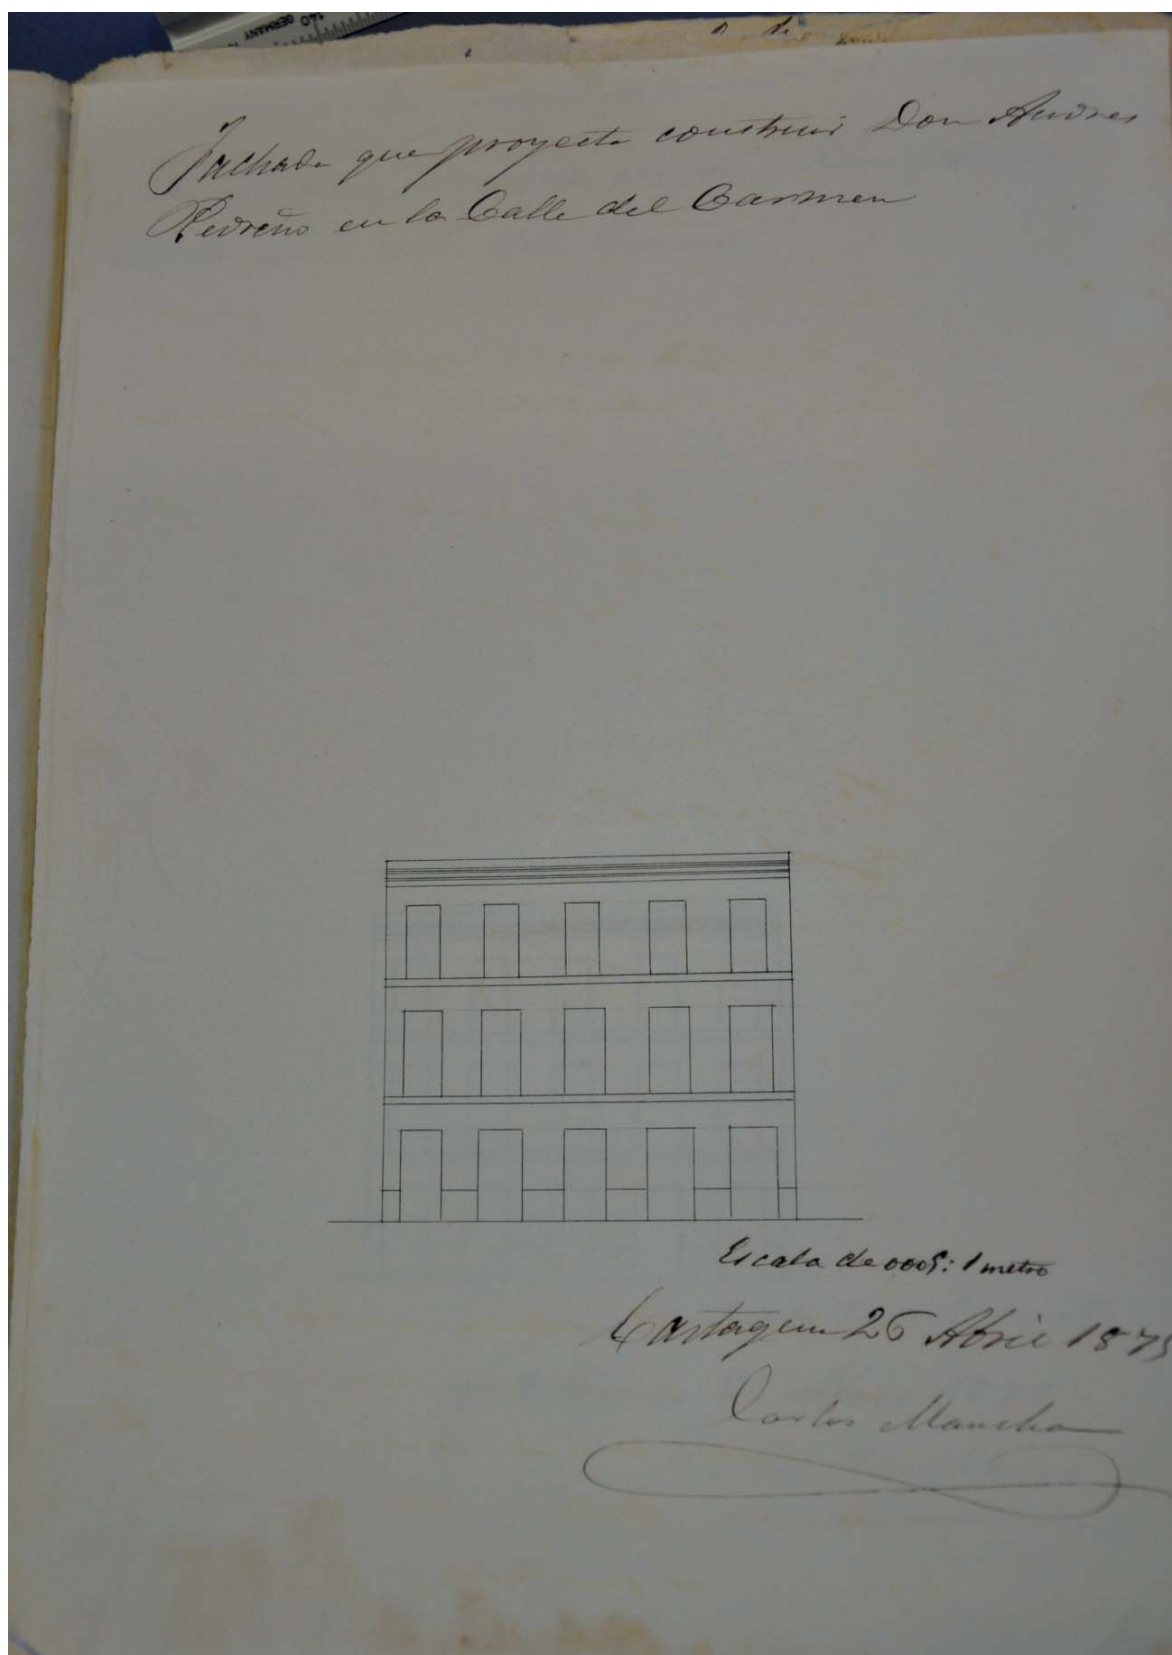 GERMANY
Fachada que proyecta construir Don Andres
Pedreño en la Calle del Carmen
Escala de 0005: 1 metro
Cartagena 26 Abril 1875
Carlos Mancha